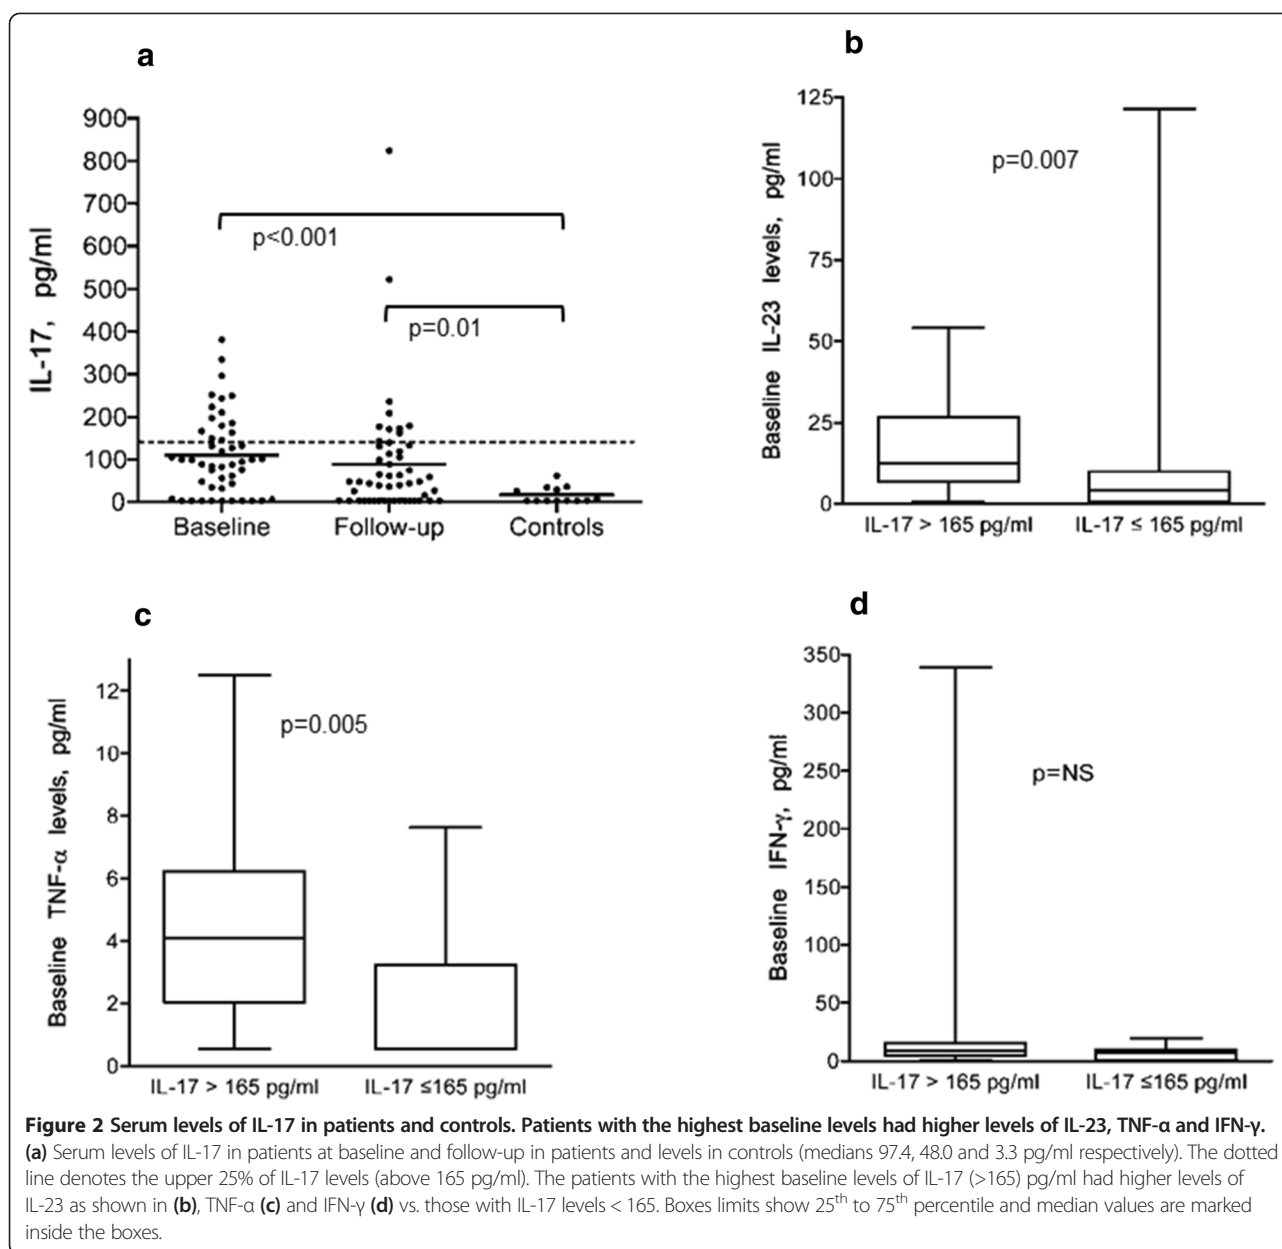 a
900
800
700
600
500
400
300
200
100
0
IL-17, pg/ml
p<0.001
p=0.01
Baseline Follow-up Controls
b
125
100
75
50
25
0
Baseline IL-23 levels, pg/ml
p=0.007
IL-17 > 165 pg/ml IL-17 ≤ 165 pg/ml
c
12
10
8
6
4
2
0
Baseline TNF-α levels, pg/ml
p=0.005
IL-17 > 165 pg/ml IL-17 ≤165 pg/ml
d
350
300
250
200
150
100
50
0
Baseline IFN-γ, pg/ml
p=NS
IL-17 > 165 pg/ml IL-17 ≤165 pg/ml
Figure 2 Serum levels of IL-17 in patients and controls. Patients with the highest baseline levels had higher levels of IL-23, TNF-α and IFN-γ.
(a) Serum levels of IL-17 in patients at baseline and follow-up in patients and levels in controls (medians 97.4, 48.0 and 3.3 pg/ml respectively). The dotted
line denotes the upper 25% of IL-17 levels (above 165 pg/ml). The patients with the highest baseline levels of IL-17 (>165) pg/ml had higher levels of
IL-23 as shown in (b), TNF-α (c) and IFN-γ (d) vs. those with IL-17 levels < 165. Boxes limits show 25th to 75th percentile and median values are marked
inside the boxes.